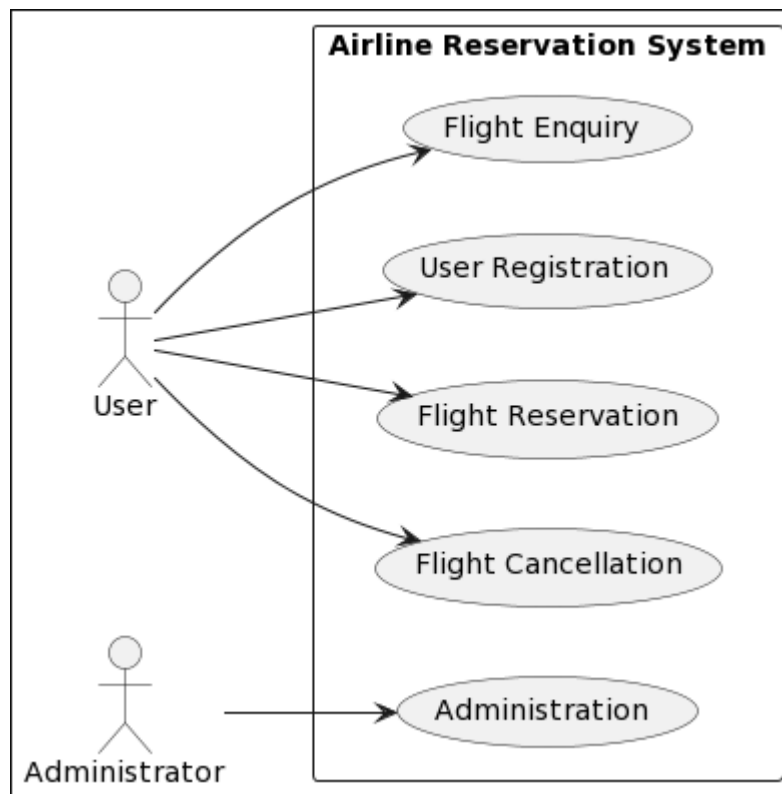 Airline Reservation System
Flight Enquiry
User Registration
User
Flight Reservation
Flight Cancellation
Administration
Administrator